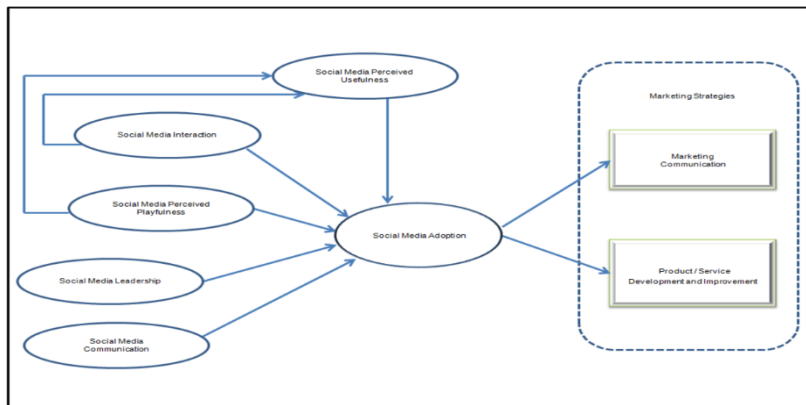 Social Media Perceived
Usefulness
Marketing Strategies
Social Media Interaction
Marketing
Communication
Social Media Perceived
Playfulness
Social Media Adoption
Social Media Leadership
Product / Service
Development and Improvement
Social Media
Communication